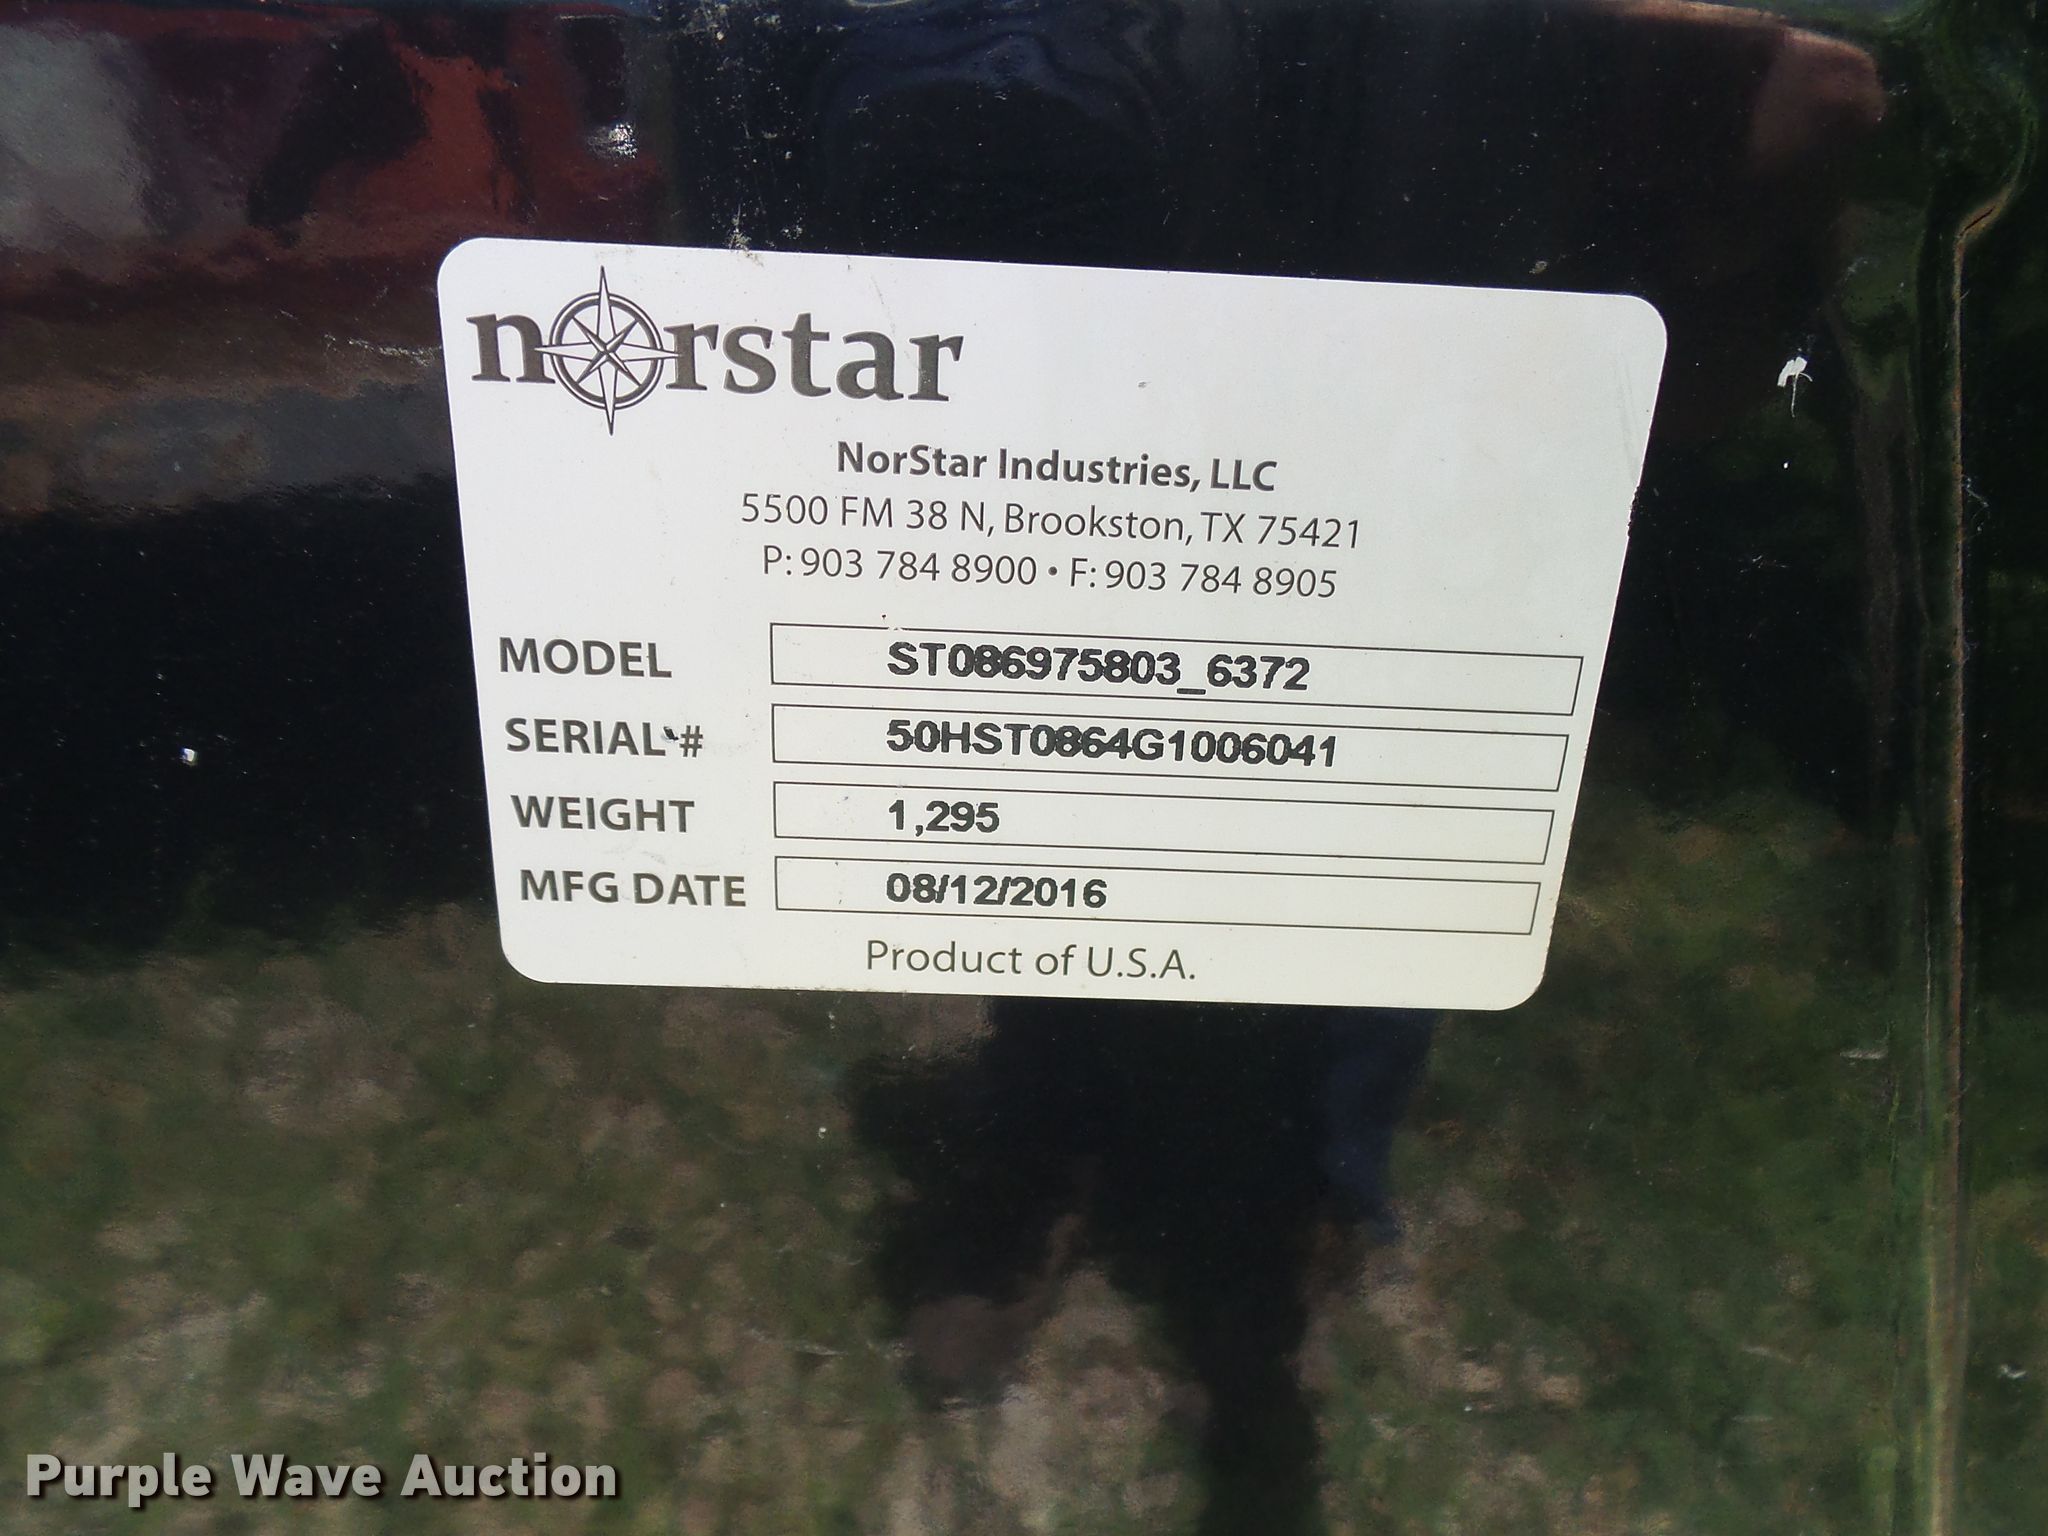 norstar
NorStar Industries, LLC
5500 FM 38 N, Brookston, TX 75421
P: 903 784 8900 • F: 903 784 8905
MODEL ST086975803_6372
SERIAL # 50HST0864G1006041
WEIGHT 1,295
MFG DATE 08/12/2016
Product of U.S.A.
Purple Wave Auction